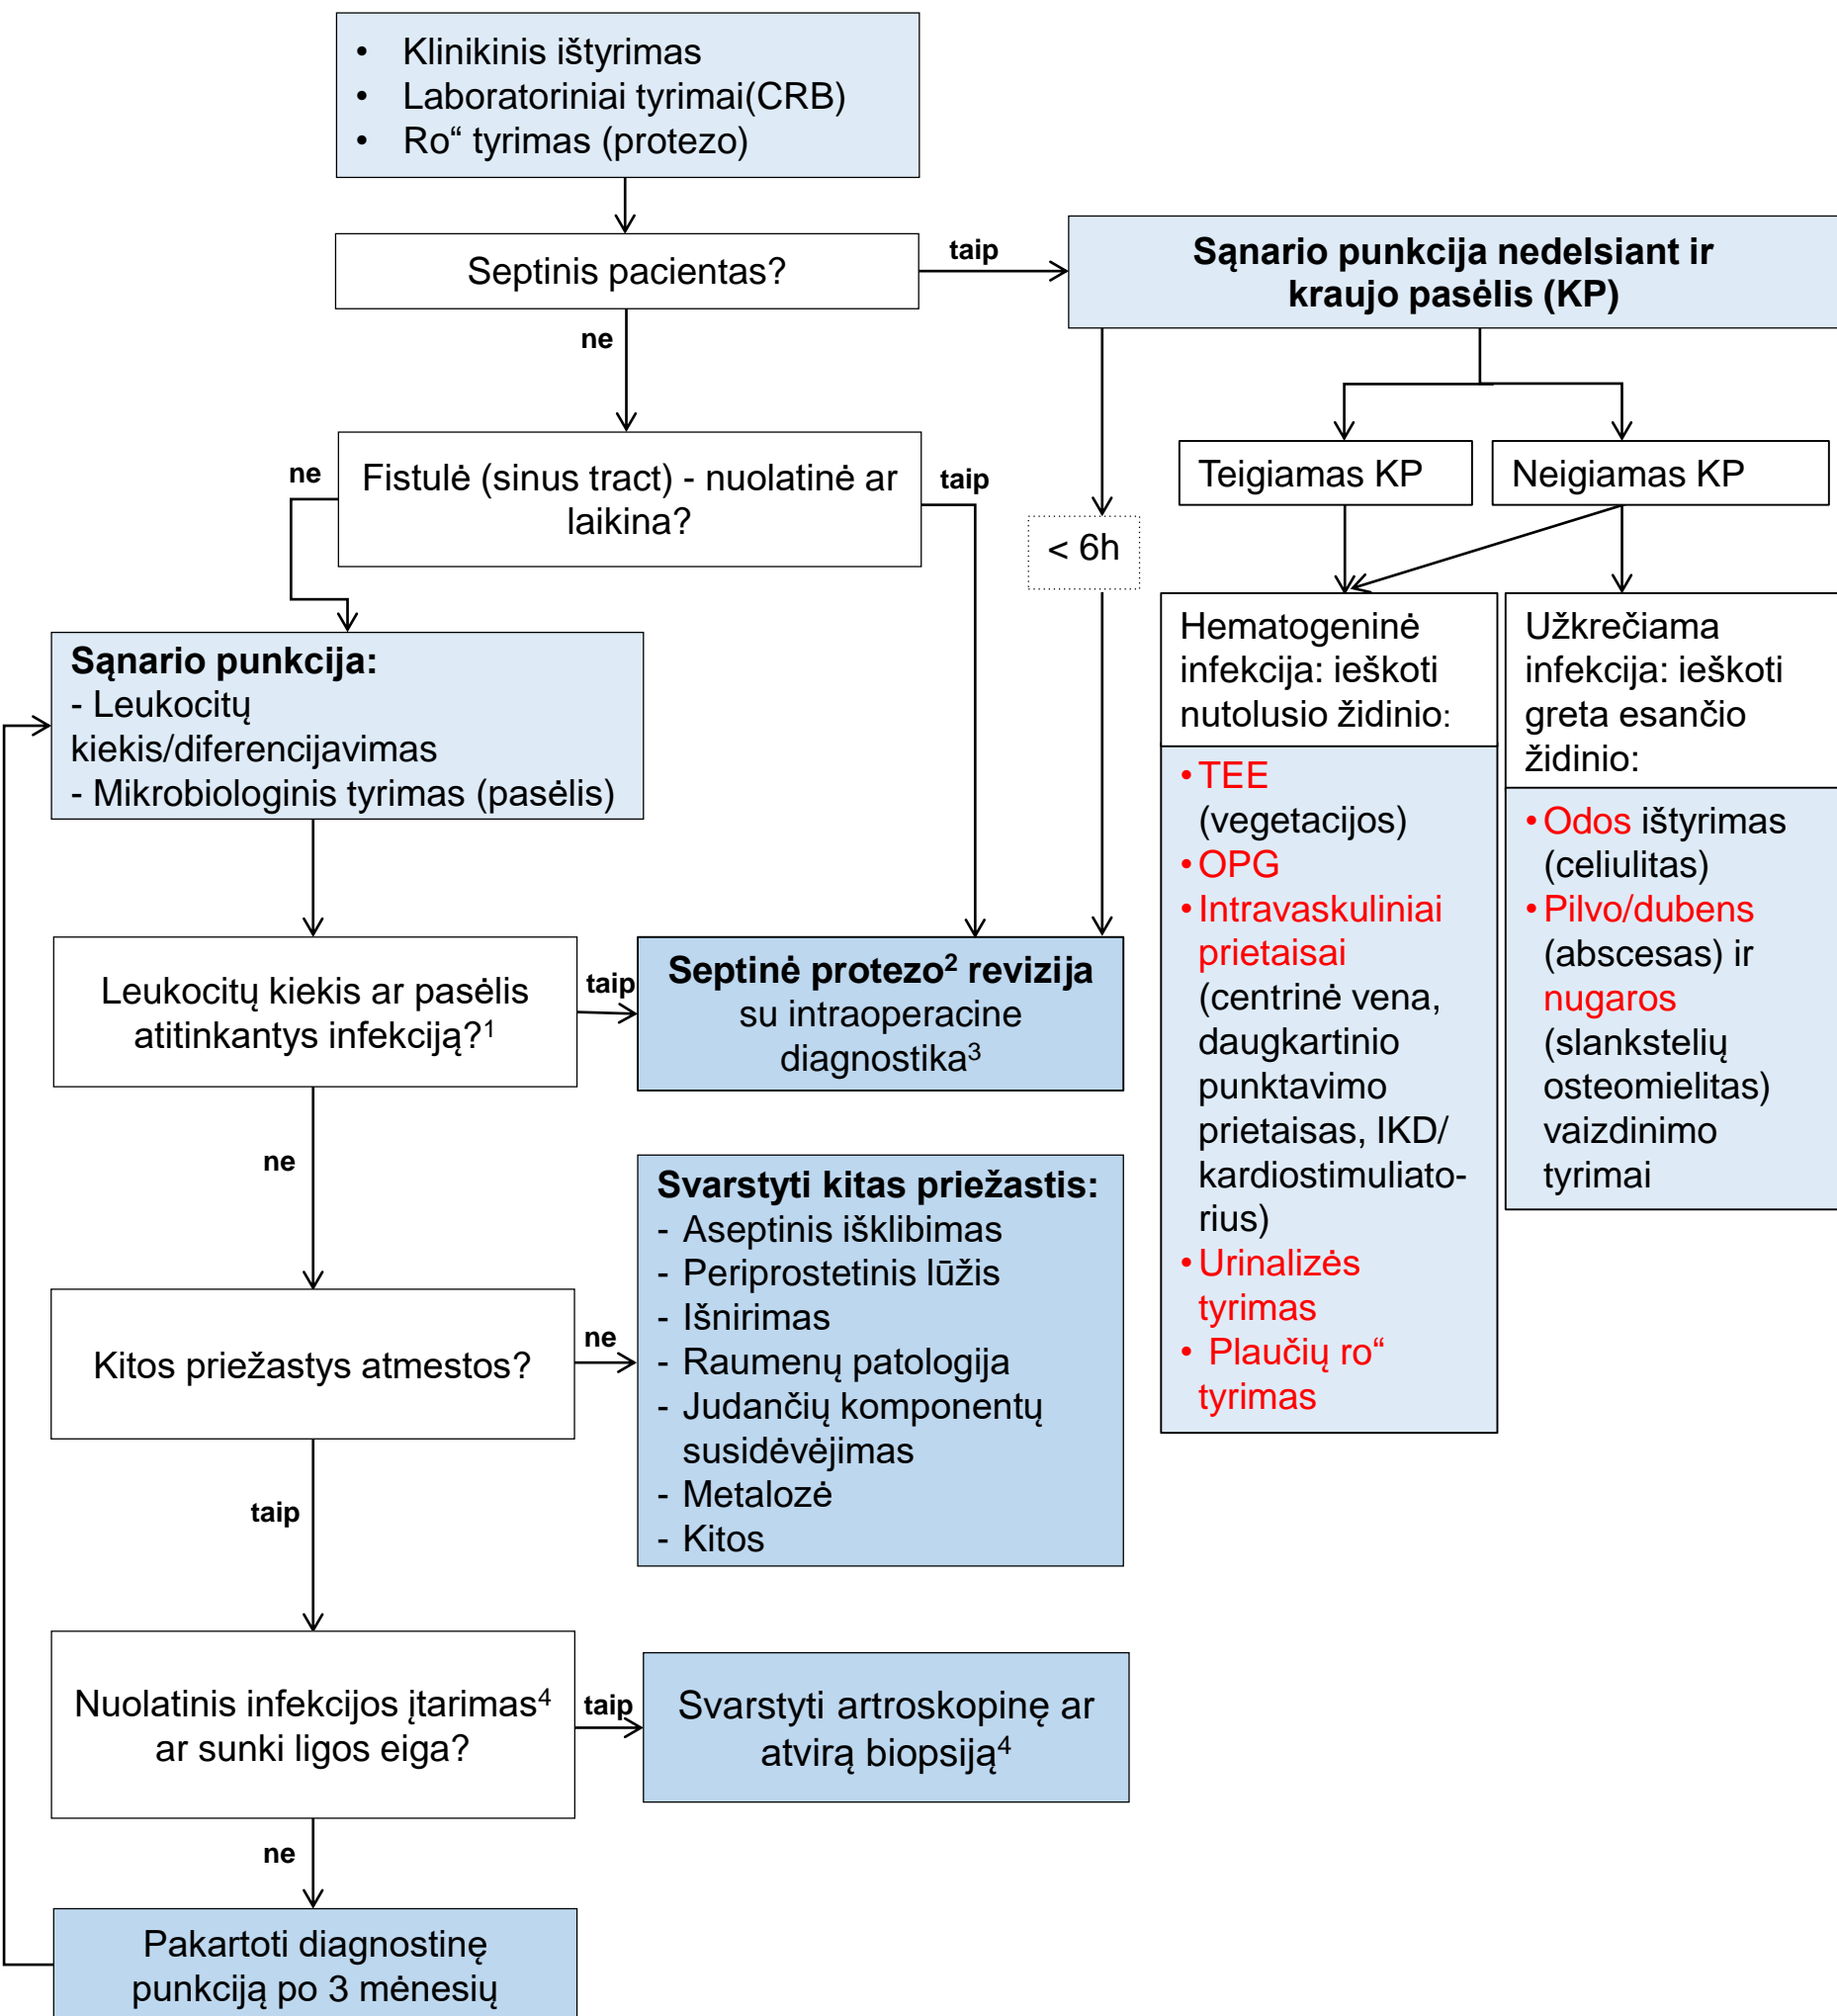 • Klinikinis ištyrimas
• Laboratoriniai tyrimai(CRB)
• Ro“ tyrimas (protezo)
Septinis pacientas?
taip
Sąnario punkcija nedelsiant ir
kraujo pasėlis (KP)
ne
Fistulė (sinus tract) - nuolatinė ar
laikina?
ne
taip
< 6h
Teigiamas KP
Neigiamas KP
Hematogeninė
infekcija: ieškoti
nutolusio židinio:
• TEE
(vegetacijos)
• OPG
• Intravaskuliniai
prietaisai
(centrinė vena,
daugkartinio
punktavimo
prietaisas, IKD/
kardiostimuliato-
rius)
• Urinalizės
tyrimas
• Plaučių ro“
tyrimas
Užkrečiama
infekcija: ieškoti
greta esančio
židinio:
• Odos ištyrimas
(celiulitas)
• Pilvo/dubens
(abscesas) ir
nugaros
(slankstelių
osteomielitas)
vaizdinimo
tyrimai
Sąnario punkcija:
- Leukocitų
kiekis/diferencijavimas
- Mikrobiologinis tyrimas (pasėlis)
Leukocitų kiekis ar pasėlis
atitinkantys infekciją?¹
taip
Septinė protezo² revizija
su intraoperacine
diagnostika³
ne
Kitos priežastys atmestos?
ne
Svarstyti kitas priežastis:
- Aseptinis išklibimas
- Periprostetinis lūžis
- Išnirimas
- Raumenų patologija
- Judančių komponentų
susidėvėjimas
- Metalozė
- Kitos
taip
Nuolatinis infekcijos įtarimas⁴
ar sunki ligos eiga?
taip
Svarstyti artroskopinę ar
atvirą biopsiją⁴
ne
Pakartoti diagnostinę
punkciją po 3 mėnesių